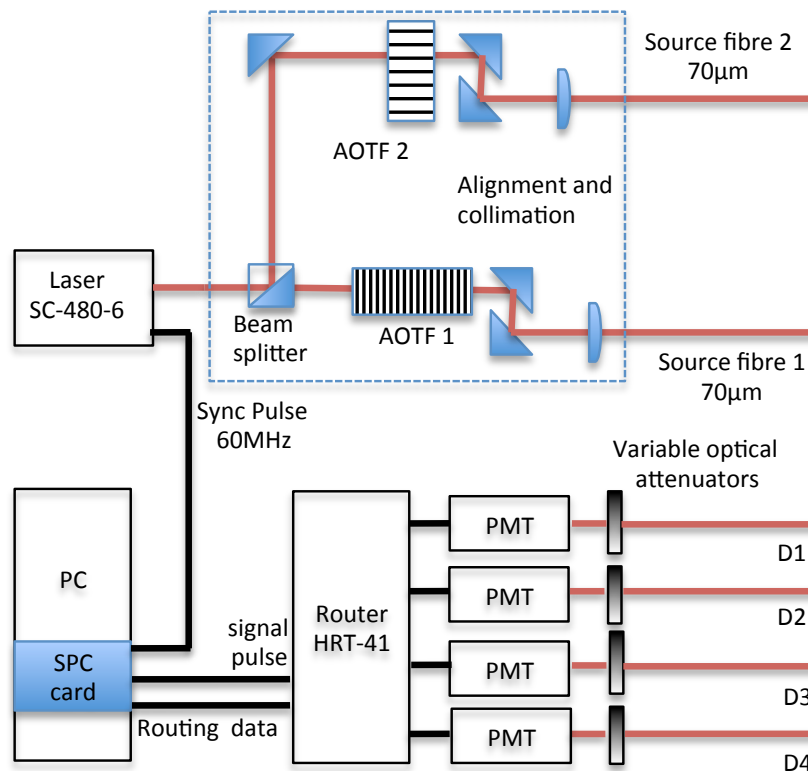 Source fibre 2
70µm
AOTF 2
Alignment and
collimation
Laser
SC-480-6
Beam
splitter
AOTF 1
Source fibre 1
70µm
Sync Pulse
60MHz
Variable optical
attenuators
PC
SPC
card
signal
pulse
Routing data
Router
HRT-41
PMT
D1
PMT
D2
PMT
D3
PMT
D4